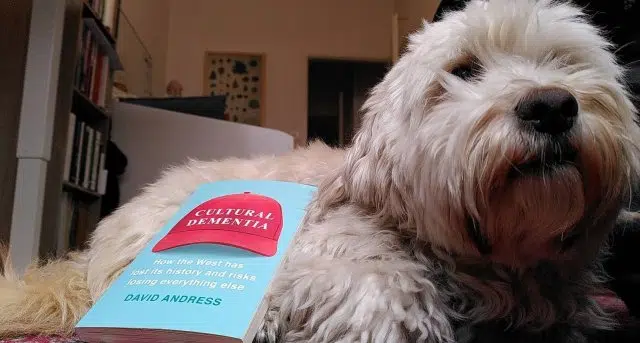 CULTURAL
DEMENTIA
How the West has
lost its history and risks
losing everything else
DAVID ANDRESS